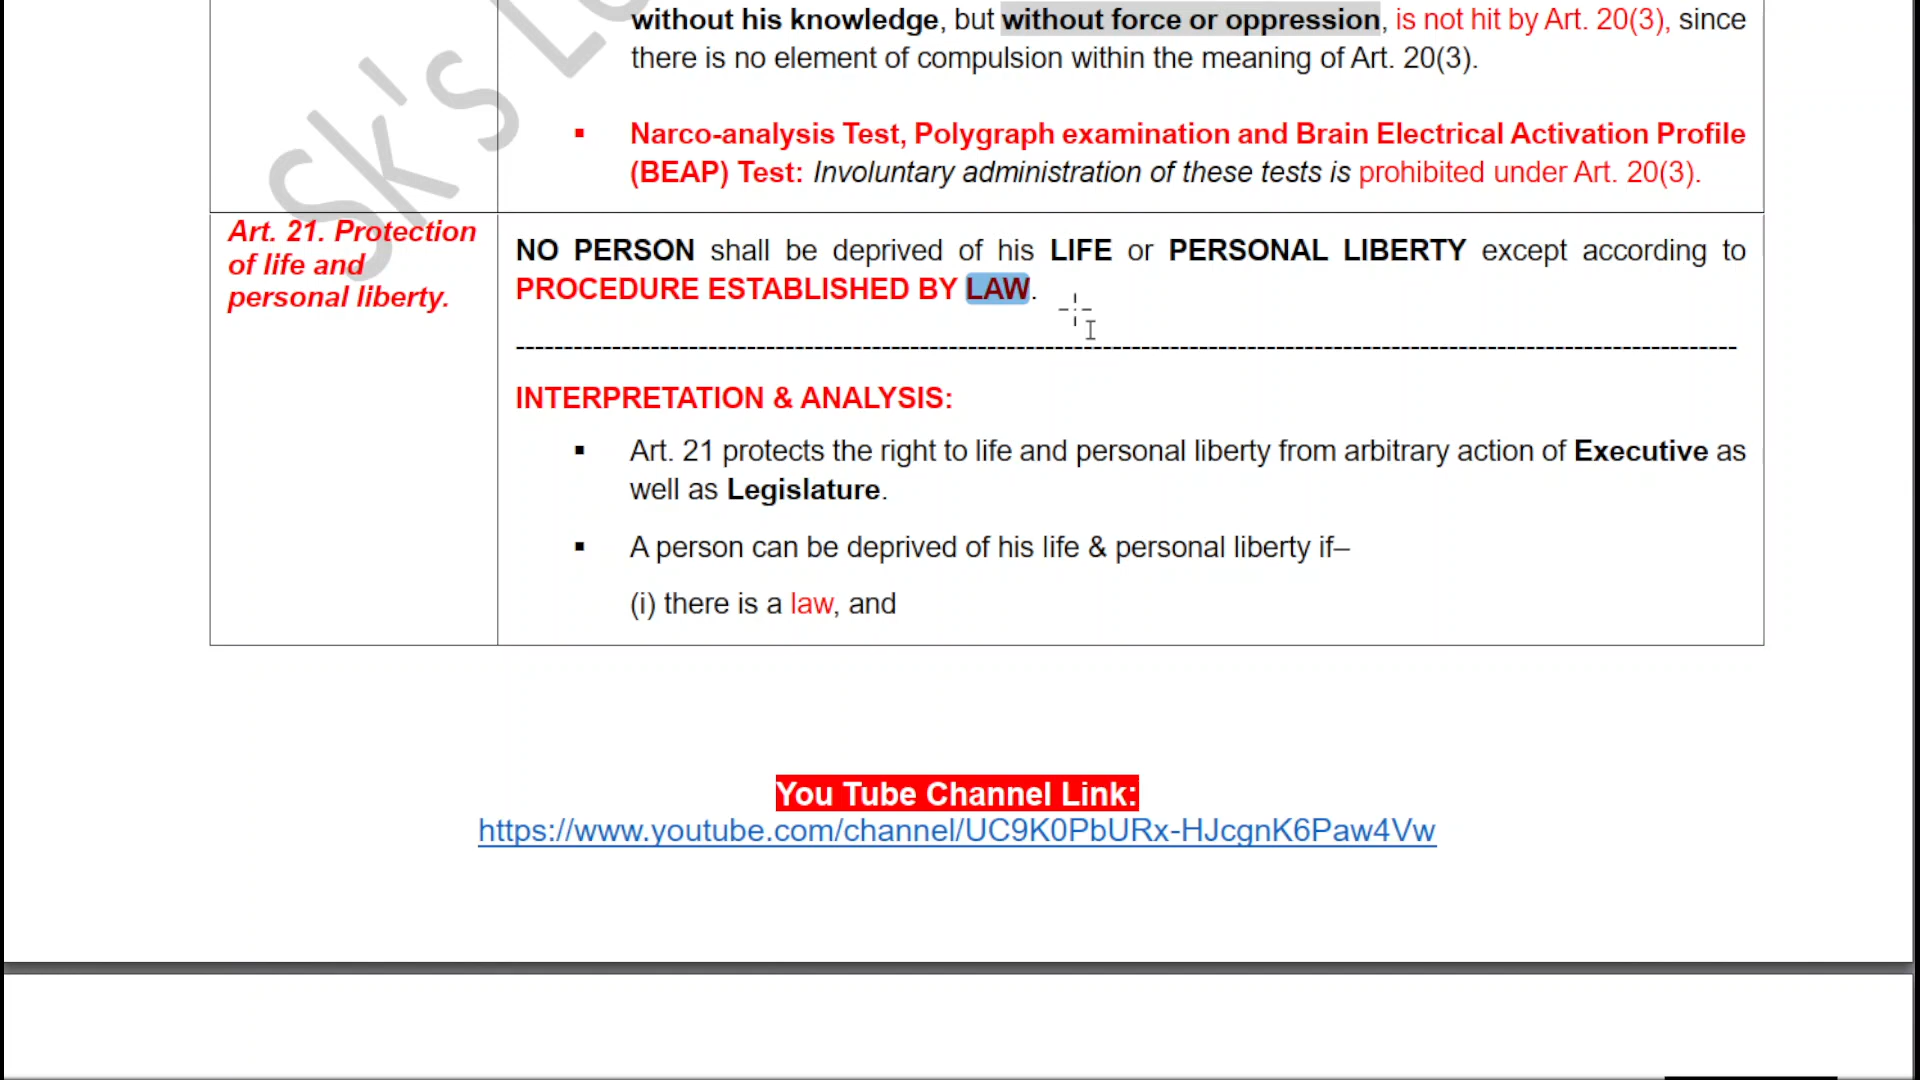 without his knowledge, but without force or oppression, is not hit by Art. 20(3), since
there is no element of compulsion within the meaning of Art. 20(3).
▪ Narco-analysis Test, Polygraph examination and Brain Electrical Activation Profile
(BEAP) Test: Involuntary administration of these tests is prohibited under Art. 20(3).
Art. 21. Protection
of life and
personal liberty.
NO PERSON shall be deprived of his LIFE or PERSONAL LIBERTY except according to
PROCEDURE ESTABLISHED BY LAW.
INTERPRETATION & ANALYSIS:
▪ Art. 21 protects the right to life and personal liberty from arbitrary action of Executive as
well as Legislature.
▪ A person can be deprived of his life & personal liberty if–
(i) there is a law, and
You Tube Channel Link:
https://www.youtube.com/channel/UC9K0PbURx-HJcgnK6Paw4Vw
Sk's